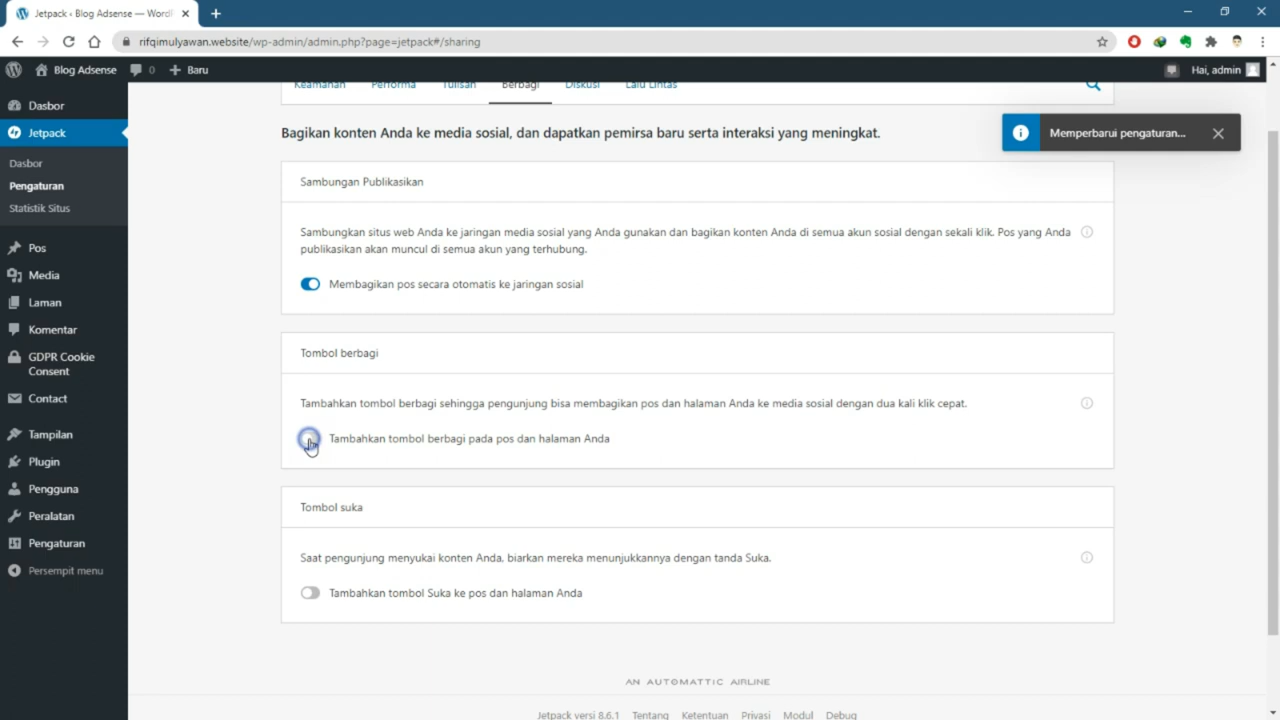 Jetpack ‹ Blog Adsense — WordP
rifqimulyawan.website/wp-admin/admin.php?page=jetpack#/sharing
Blog Adsense
0
Baru
Hai, admin
Dasbor
Jetpack
Dasbor
Pengaturan
Statistik Situs
Pos
Media
Laman
Komentar
GDPR Cookie
Consent
Contact
Tampilan
Plugin
Pengguna
Peralatan
Pengaturan
Persempit menu
Keamanan
Performa
Tulisan
Berbagi
Diskusi
Lalu Lintas
Memperbarui pengaturan...
Bagikan konten Anda ke media sosial, dan dapatkan pemirsa baru serta interaksi yang meningkat.
Sambungan Publikasikan
Sambungkan situs web Anda ke jaringan media sosial yang Anda gunakan dan bagikan konten Anda di semua akun sosial dengan sekali klik. Pos yang Anda
publikasikan akan muncul di semua akun yang terhubung.
Membagikan pos secara otomatis ke jaringan sosial
Tombol berbagi
Tambahkan tombol berbagi sehingga pengunjung bisa membagikan pos dan halaman Anda ke media sosial dengan dua kali klik cepat.
Tambahkan tombol berbagi pada pos dan halaman Anda
Tombol suka
Saat pengunjung menyukai konten Anda, biarkan mereka menunjukkannya dengan tanda Suka.
Tambahkan tombol Suka ke pos dan halaman Anda
AN AUTOMATTIC AIRLINE
Jetpack versi 8.6.1
Tentang
Ketentuan
Privasi
Modul
Debug